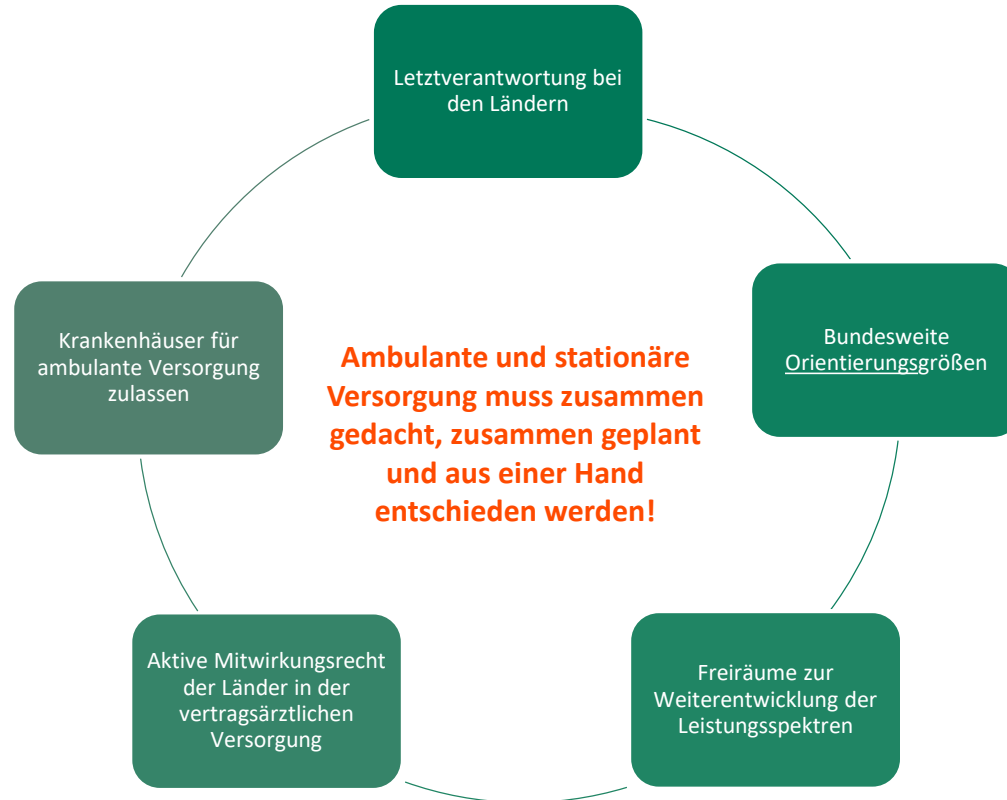 Letztverantwortung bei
den Ländern
Bundesweite
Orientierungsgrößen
Freiräume zur
Weiterentwicklung der
Leistungsspektren
Aktive Mitwirkungsrecht
der Länder in der
vertragsärztlichen
Versorgung
Krankenhäuser für
ambulante Versorgung
zulassen
Ambulante und stationäre
Versorgung muss zusammen
gedacht, zusammen geplant
und aus einer Hand
entschieden werden!